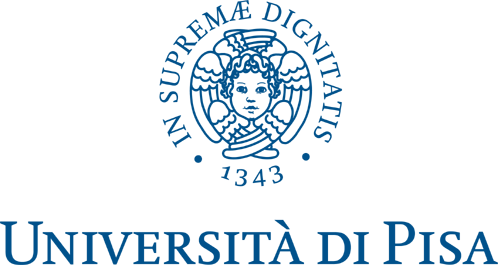 IN SUPREMÆ DIGNITATIS
· 1343 ·
UNIVERSITÀ DI PISA